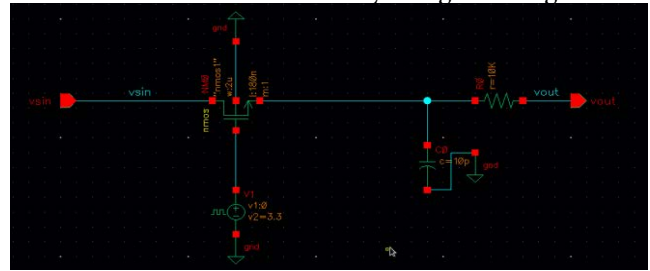 gnd
vsin
vsin
NM0
"nmos1"
w:2u
l:180n
m:1
nmos
R0
r=10K
vout
vout
C0
c=10p
gnd
V1
v1:0
v2=3.3
gnd